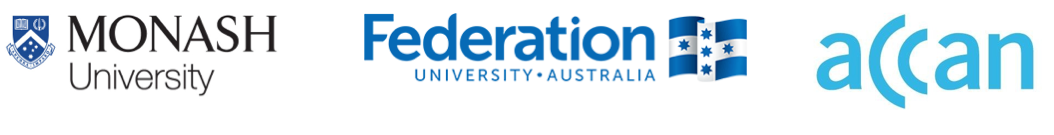 MONASH
University
Federation
UNIVERSITY • AUSTRALIA
accan